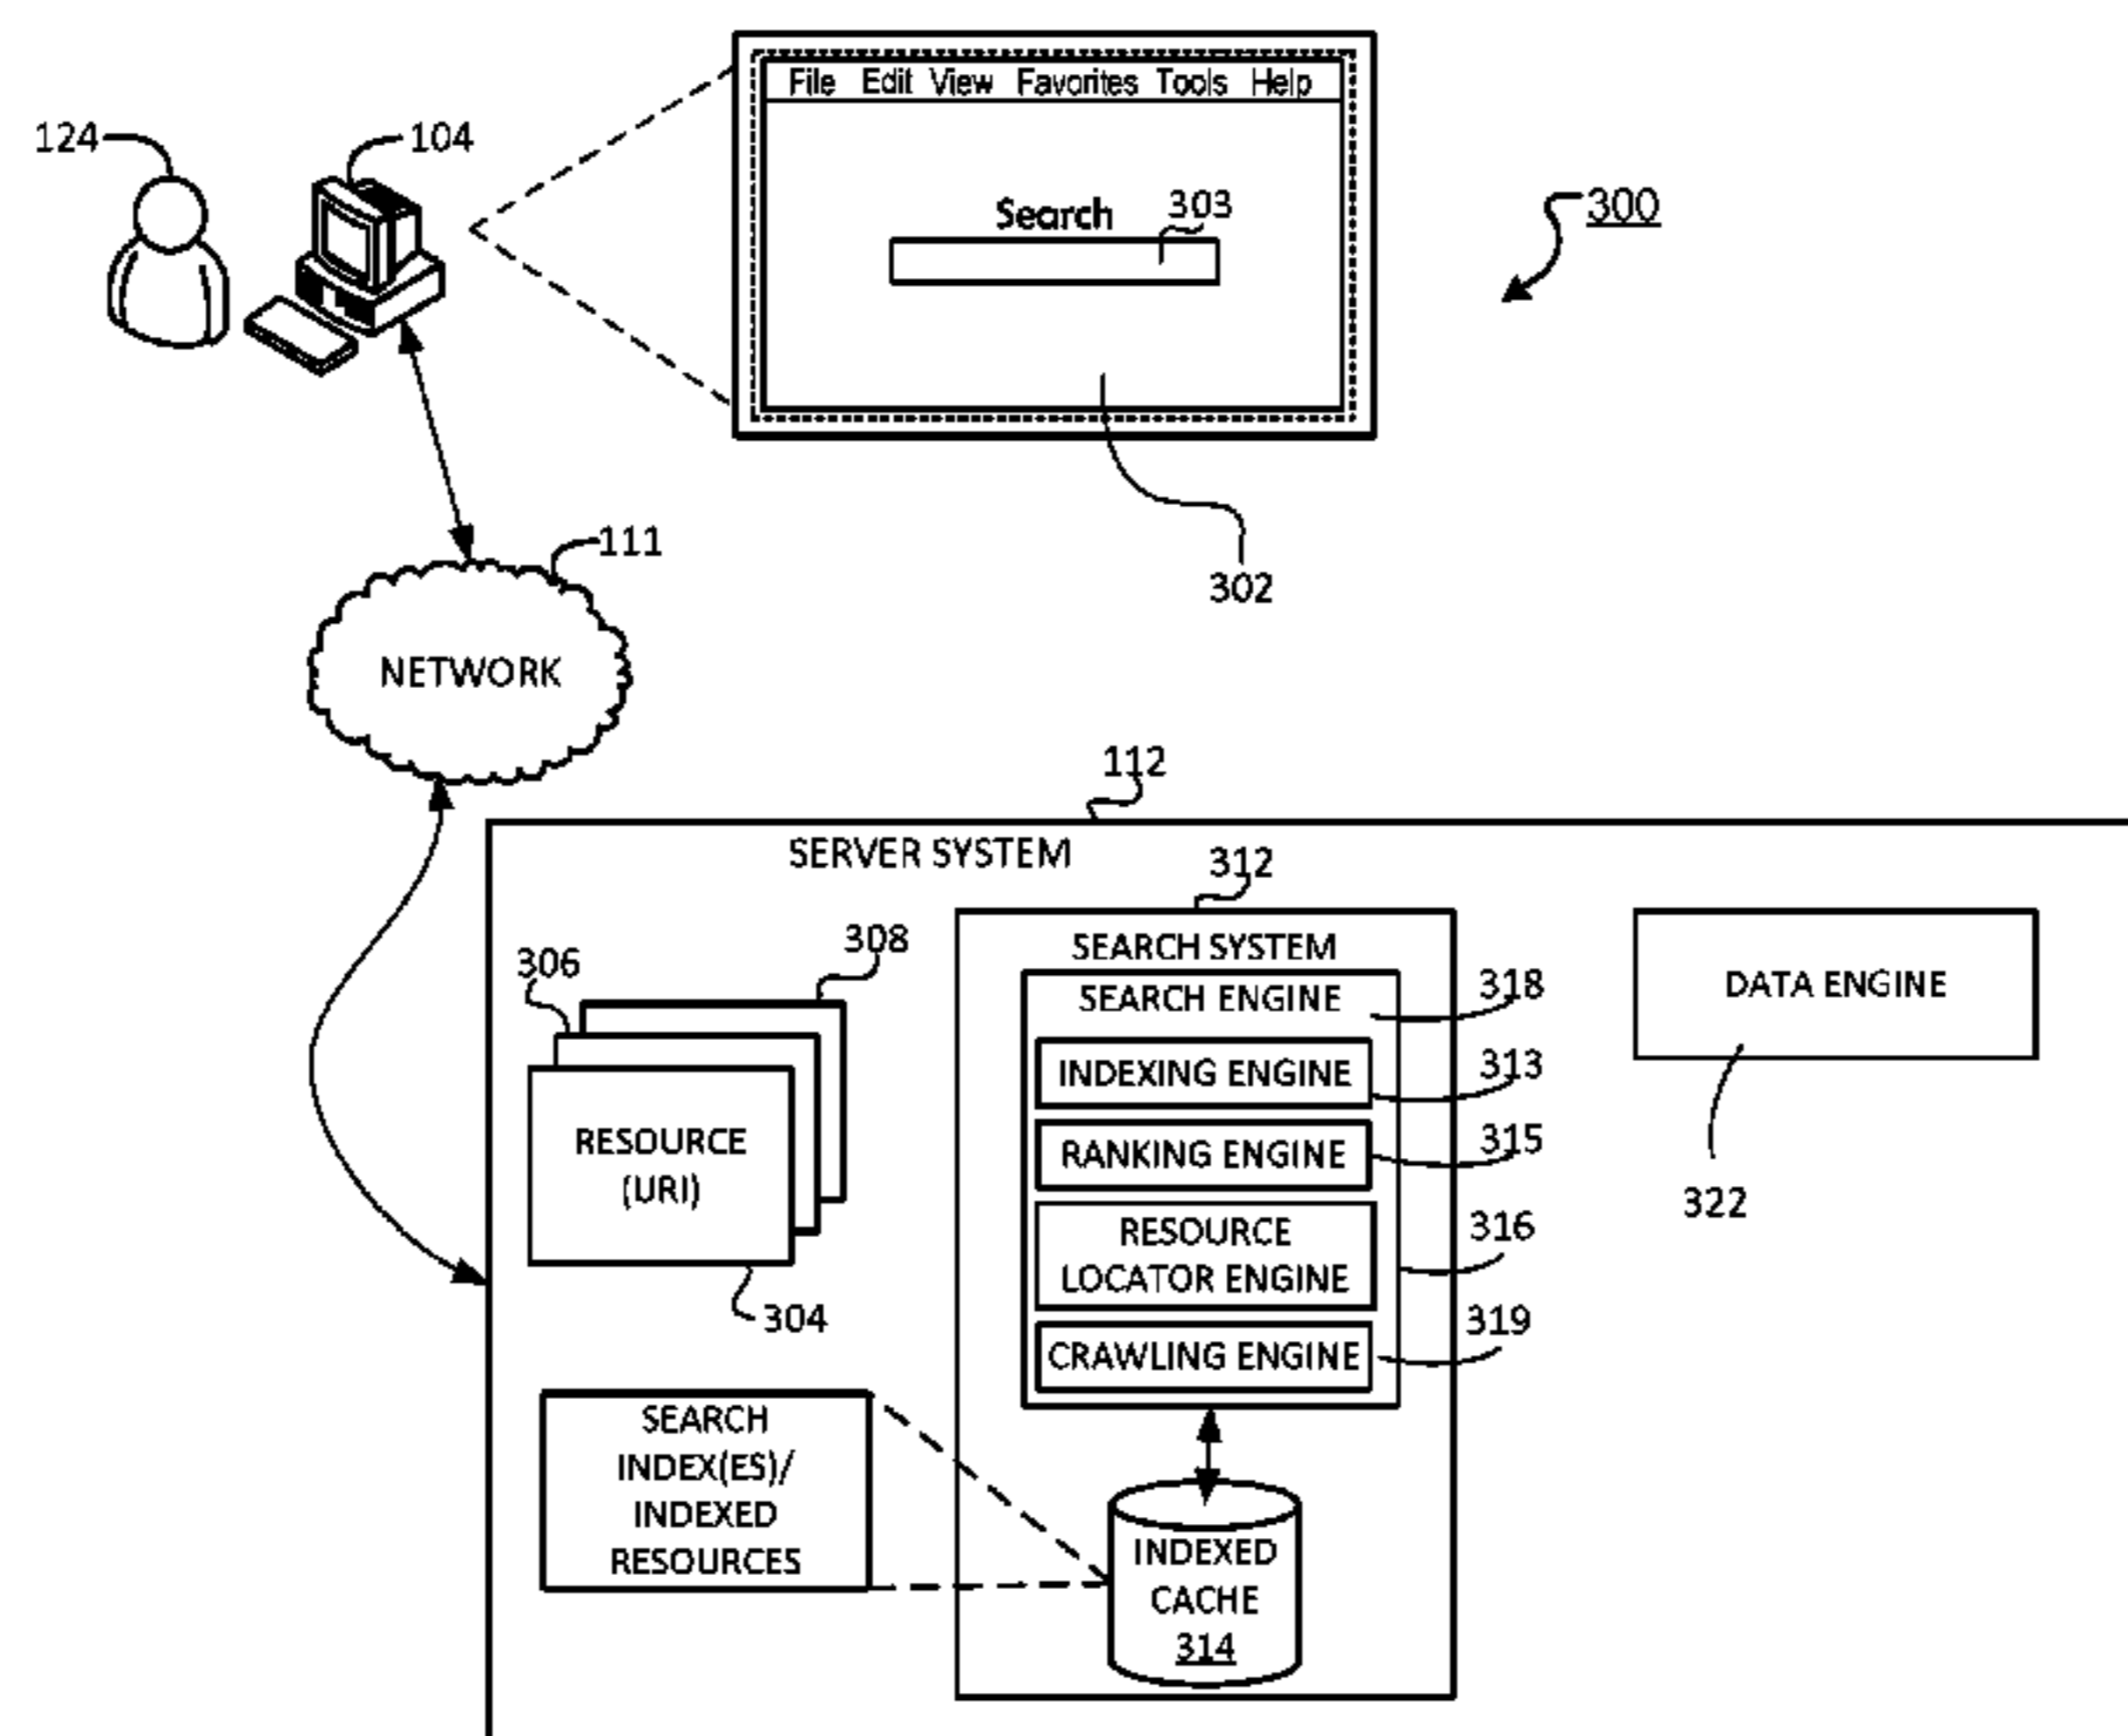 File Edit View Favorites Tools Help
124
104
Search
303
300
302
111
NETWORK
112
SERVER SYSTEM
312
SEARCH SYSTEM
SEARCH ENGINE
318
INDEXING ENGINE
313
RANKING ENGINE
315
RESOURCE
LOCATOR ENGINE
316
CRAWLING ENGINE
319
DATA ENGINE
322
306
308
RESOURCE
(URI)
304
SEARCH
INDEX(ES)/
INDEXED
RESOURCES
INDEXED
CACHE
314